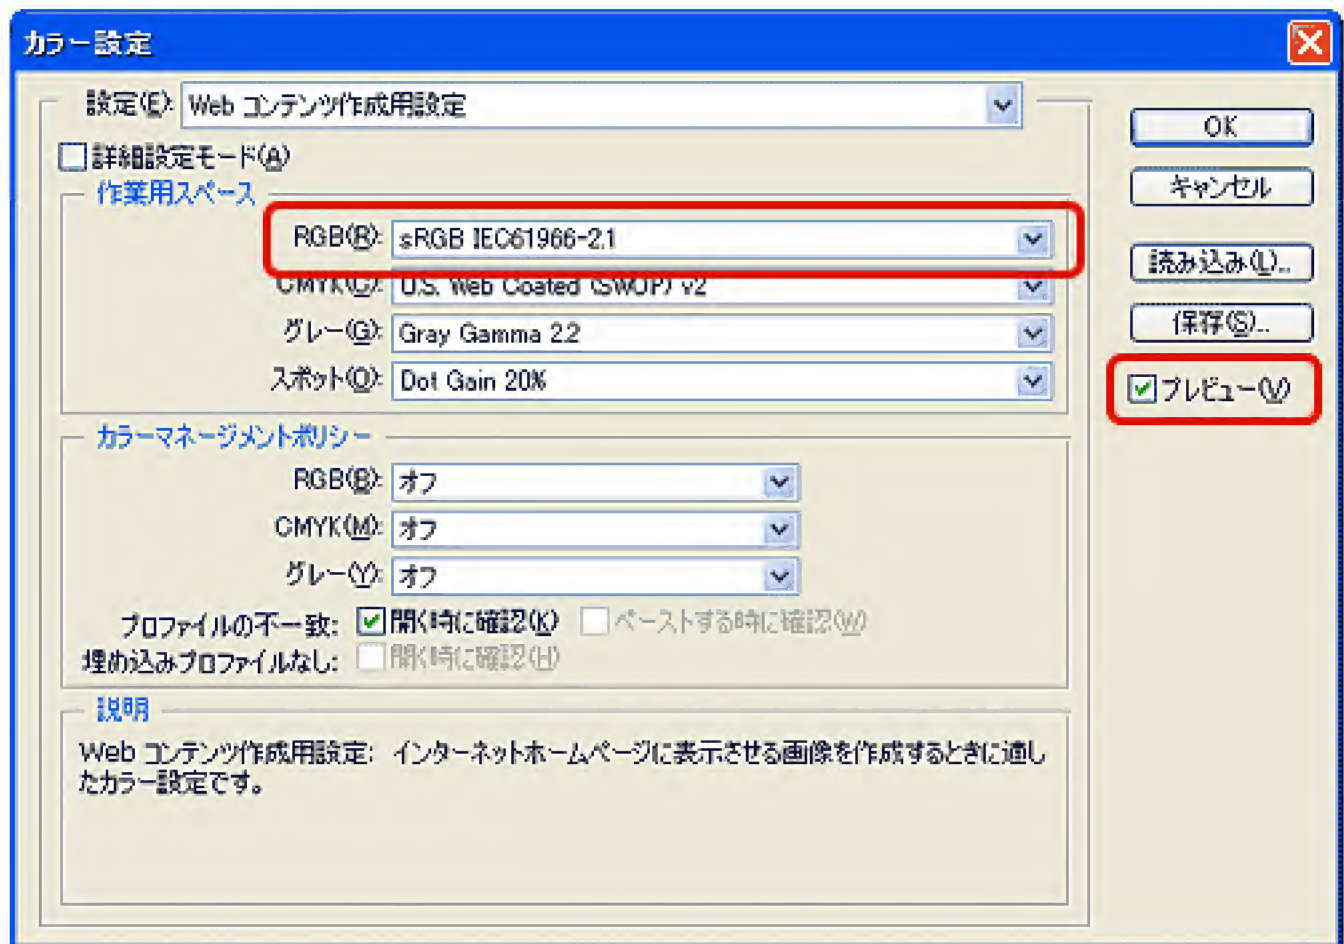 カラー設定
設定(E): Web コンテンツ作成用設定
OK
詳細設定モード(A)
キャンセル
作業用スペース
RGB(R): sRGB IEC61966-2.1
読み込み(L)...
CMYK(C): U.S. Web Coated (SWOP) v2
保存(S)...
グレー(G): Gray Gamma 2.2
スポット(O): Dot Gain 20%
プレビュー(V)
カラーマネージメントポリシー
RGB(B): オフ
CMYK(M): オフ
グレー(Y): オフ
プロファイルの不一致: 開く時に確認(K) ペーストする時に確認(W)
埋め込みプロファイルなし: 開く時に確認(H)
説明
Web コンテンツ作成用設定: インターネットホームページに表示させる画像を作成するときに適し
たカラー設定です。